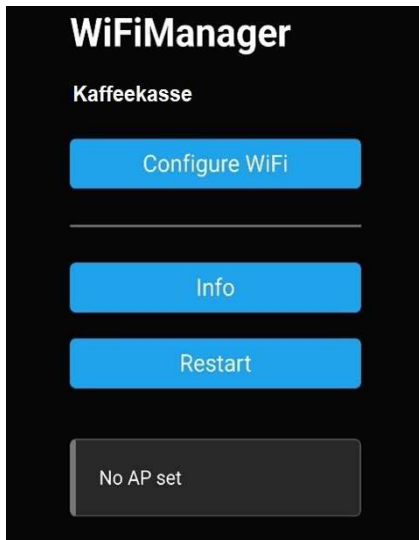 WiFiManager
Kaffeekasse
Configure WiFi
Info
Restart
No AP set